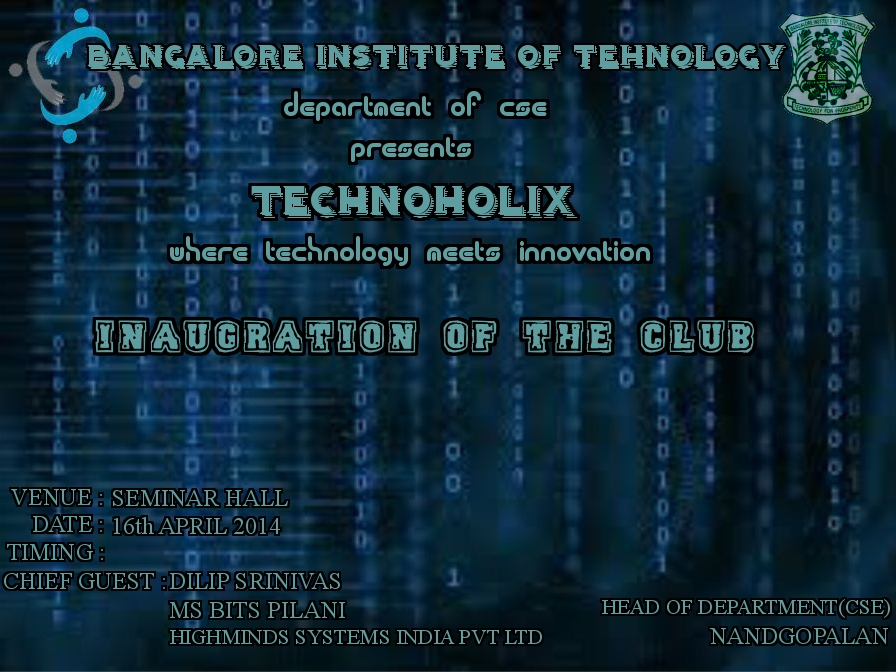 BANGALORE INSTITUTE OF TEHNOLOGY
department of cse
presents
TECHNOHOLIX
where technology meets innovation
INAUGRATION OF THE CLUB
VENUE : SEMINAR HALL
DATE : 16th APRIL 2014
TIMING :
CHIEF GUEST : DILIP SRINIVAS
MS BITS PILANI
HIGHMINDS SYSTEMS INDIA PVT LTD
HEAD OF DEPARTMENT(CSE)
NANDGOPALAN